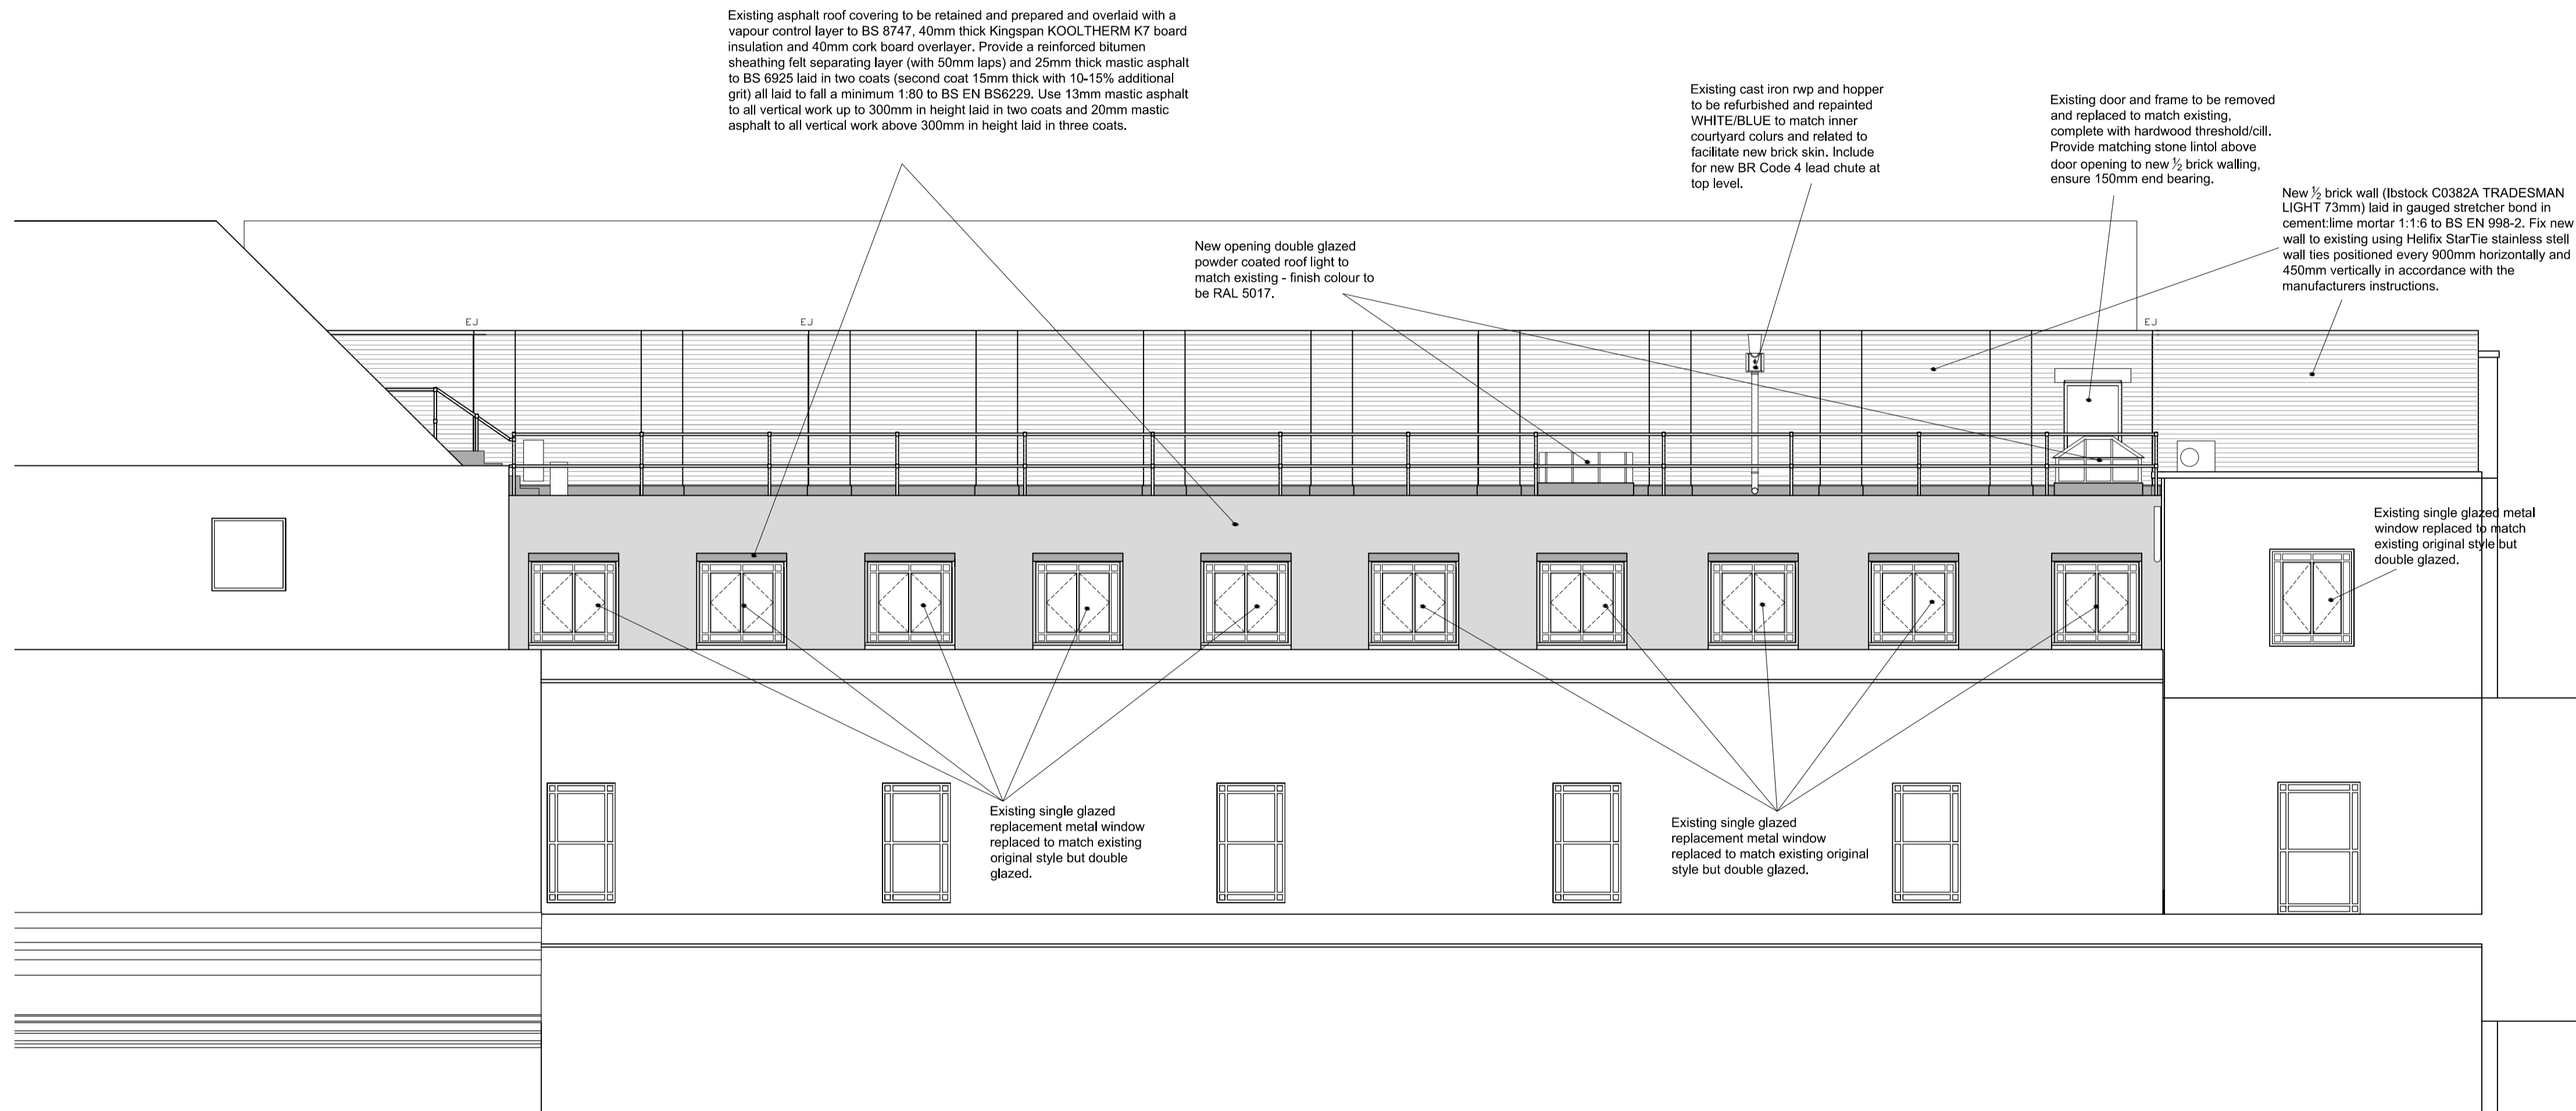 Existing asphalt roof covering to be retained and prepared and overlaid with a
vapour control layer to BS 8747, 40mm thick Kingspan KOOLTHERM K7 board
insulation and 40mm cork board overlayer. Provide a reinforced bitumen
sheathing felt separating layer (with 50mm laps) and 25mm thick mastic asphalt
to BS 6925 laid in two coats (second coat 15mm thick with 10-15% additional
grit) all laid to fall a minimum 1:80 to BS EN BS6229. Use 13mm mastic asphalt
to all vertical work up to 300mm in height laid in two coats and 20mm mastic
asphalt to all vertical work above 300mm in height laid in three coats.
Existing cast iron rwp and hopper
to be refurbished and repainted
WHITE/BLUE to match inner
courtyard colurs and related to
facilitate new brick skin. Include
for new BR Code 4 lead chute at
top level.
Existing door and frame to be removed
and replaced to match existing,
complete with hardwood threshold/cill.
Provide matching stone lintol above
door opening to new ½ brick walling,
ensure 150mm end bearing.
New ½ brick wall (Ibstock C0382A TRADESMAN
LIGHT 73mm) laid in gauged stretcher bond in
cement:lime mortar 1:1:6 to BS EN 998-2. Fix new
wall to existing using Helifix StarTie stainless stell
wall ties positioned every 900mm horizontally and
450mm vertically in accordance with the
manufacturers instructions.
New opening double glazed
powder coated roof light to
match existing - finish colour to
be RAL 5017.
EJ
EJ
EJ
Existing single glazed metal
window replaced to match
existing original style but
double glazed.
Existing single glazed
replacement metal window
replaced to match existing
original style but double
glazed.
Existing single glazed
replacement metal window
replaced to match existing original
style but double glazed.